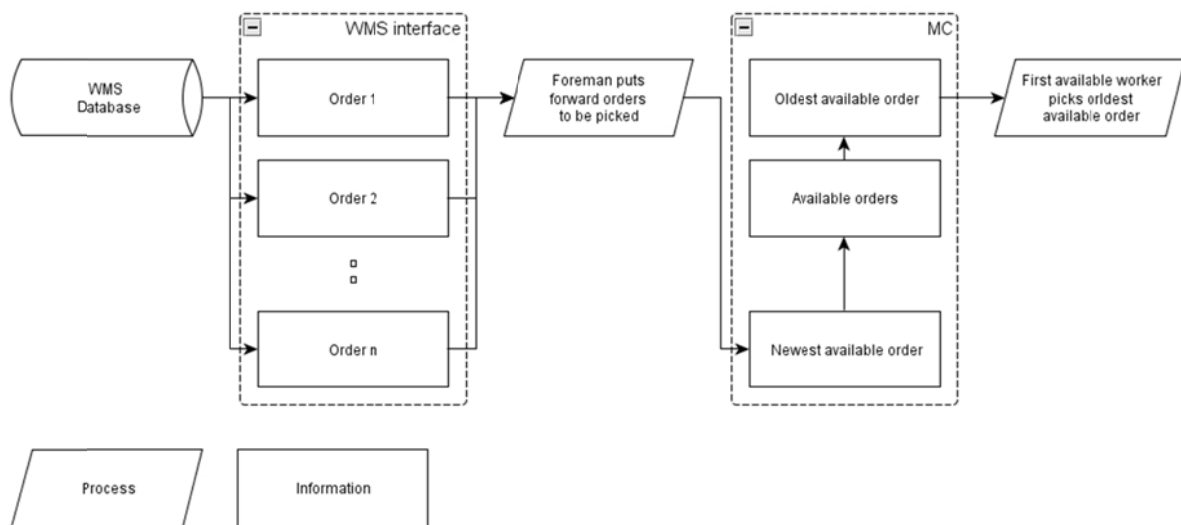 WMS interface
MC
WMS
Database
Order 1
Foreman puts
forward orders
to be picked
Oldest available order
First available worker
picks orldest
available order
Order 2
Available orders
Order n
Newest available order
Process
Information